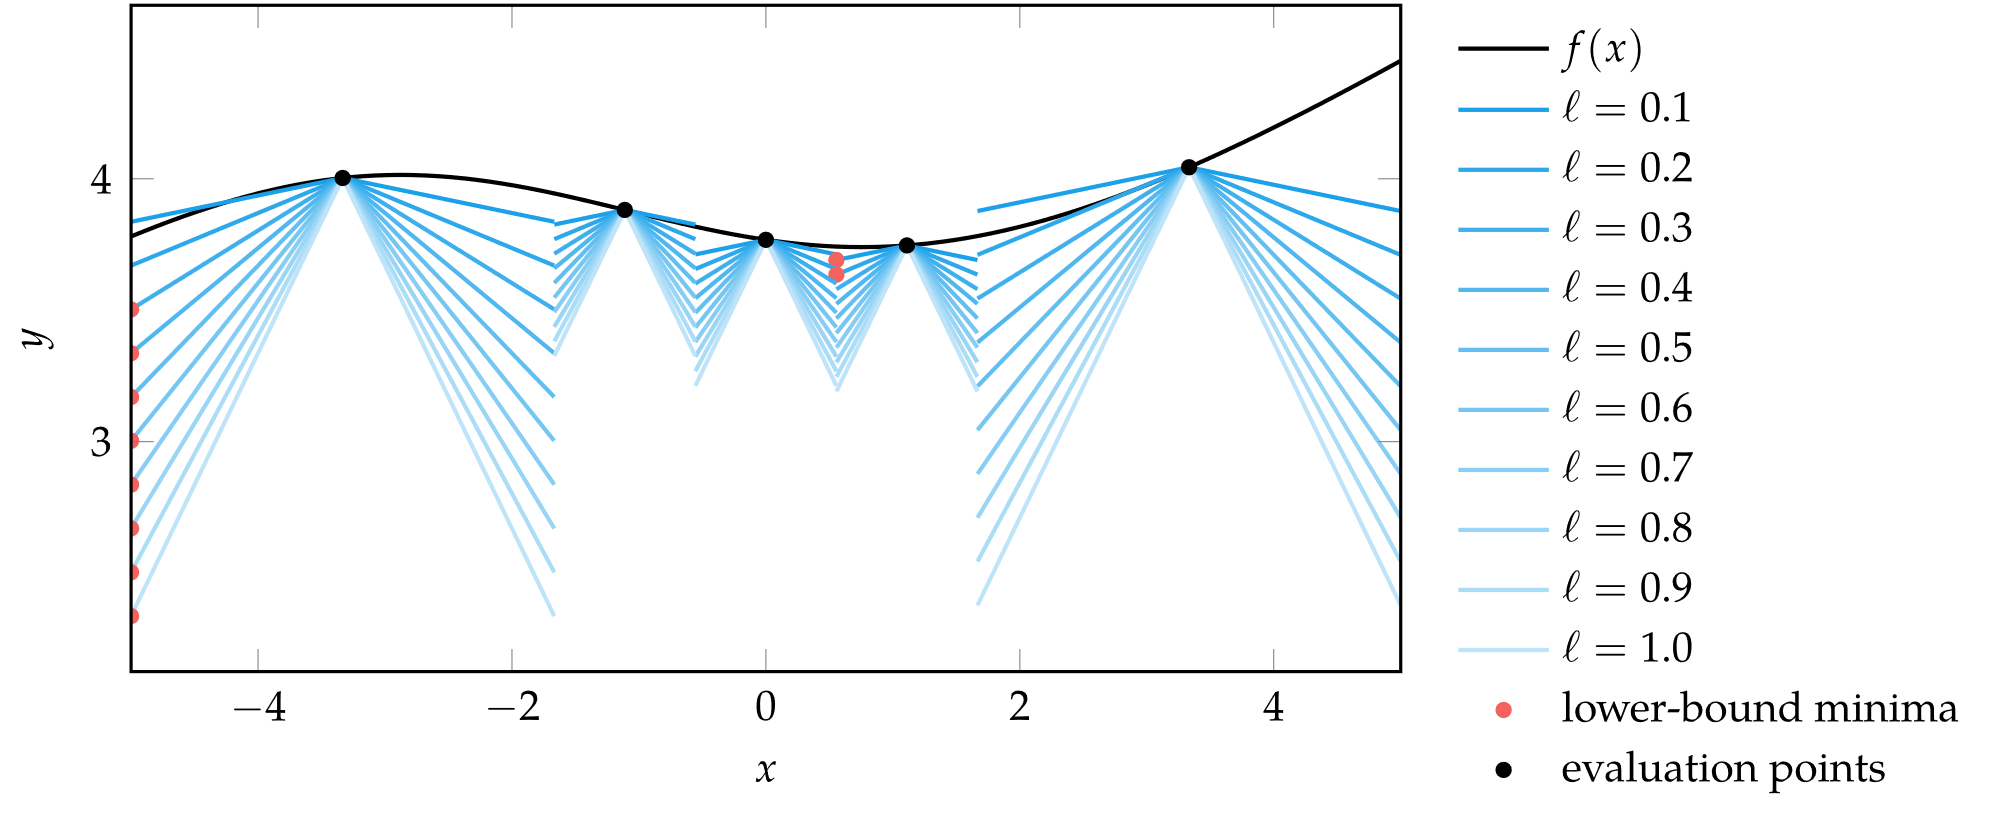 4
3
y
−4 −2 0 2 4
x
f(x)
ℓ = 0.1
ℓ = 0.2
ℓ = 0.3
ℓ = 0.4
ℓ = 0.5
ℓ = 0.6
ℓ = 0.7
ℓ = 0.8
ℓ = 0.9
ℓ = 1.0
lower-bound minima
evaluation points